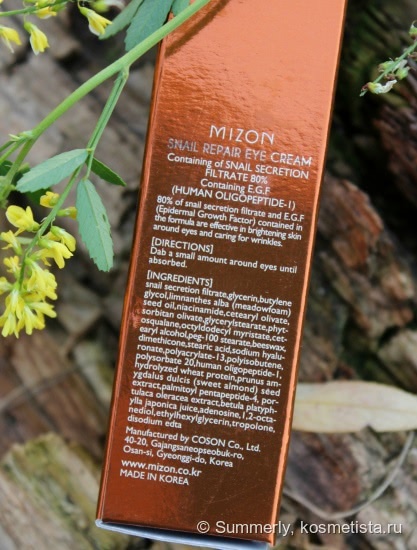 MIZON
SNAIL REPAIR EYE CREAM
Containing of SNAIL SECRETION
FILTRATE 80%
Containing E.G.F
(HUMAN OLIGOPEPTIDE-1)
80% of snail secretion filtrate and E.G.F
(Epidermal Growth Factor) contained in
the formula are effective in brightening skin
around eyes and caring for wrinkles.
[DIRECTIONS]
Dab a small amount around eyes until
absorbed.
[INGREDIENTS]
snail secretion filtrate,glycerin,butylene
glycol,limnanthes alba (meadowfoam)
seed oil,niacinamide,cetearyl olivate,
sorbitan olivate,glycerylstearate,phyt-
osqualane,octyldodecyl myristate,cet-
earyl alcohol,peg-100 stearate,beeswax,
dimethicone,stearic acid,sodium hyalu-
ronate,polyacrylate-13,polyisobutene,
polysorbate 20,human oligopeptide-1,
hydrolyzed wheat protein,prunus am-
ygdalus dulcis (sweet almond) seed
extract,palmitoyl pentapeptide-4, por-
tulaca oleracea extract,betula platyph-
ylla japonica juice,adenosine,1,2-octa-
nediol,ethylhexylglycerin,tropolone,
disodium edta
Manufactured by COSON Co., Ltd.
40-20, Gajangsaneopseobuk-ro,
Osan-si, Gyeonggi-do, Korea
www.mizon.co.kr
MADE IN KOREA
© Summerly, kosmetista.ru